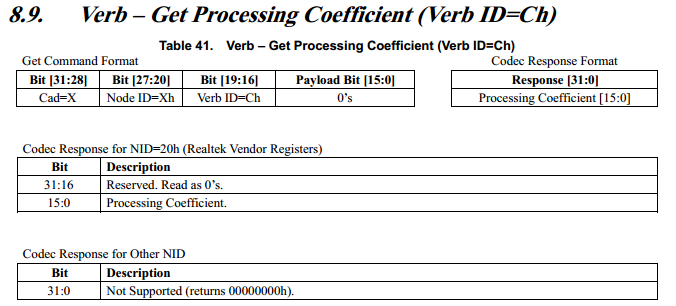 8.9. Verb – Get Processing Coefficient (Verb ID=Ch)
Table 41. Verb – Get Processing Coefficient (Verb ID=Ch)
Get Command Format Codec Response Format
Bit [31:28] Bit [27:20] Bit [19:16] Payload Bit [15:0] Response [31:0]
Cad=X Node ID=Xh Verb ID=Ch 0's Processing Coefficient [15:0]
Codec Response for NID=20h (Realtek Vendor Registers)
Bit Description
31:16 Reserved. Read as 0's.
15:0 Processing Coefficient.
Codec Response for Other NID
Bit Description
31:0 Not Supported (returns 00000000h).